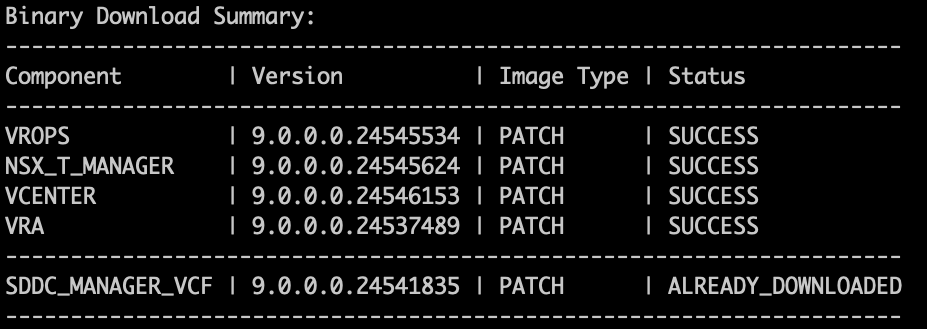 Binary Download Summary:
---------------------------------------------------------------------
Component        | Version          | Image Type | Status
---------------------------------------------------------------------
VROPS            | 9.0.0.0.24545534 | PATCH      | SUCCESS
NSX_T_MANAGER    | 9.0.0.0.24545624 | PATCH      | SUCCESS
VCENTER          | 9.0.0.0.24546153 | PATCH      | SUCCESS
VRA              | 9.0.0.0.24537489 | PATCH      | SUCCESS
---------------------------------------------------------------------
SDDC_MANAGER_VCF | 9.0.0.0.24541835 | PATCH      | ALREADY_DOWNLOADED
---------------------------------------------------------------------